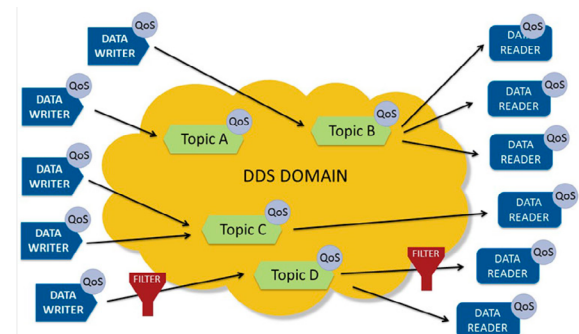 QoS
DATA
WRITER
QoS
DATA
READER
QoS
DATA
WRITER
QoS
DATA
READER
QoS
Topic A
QoS
Topic B
QoS
DATA
READER
DDS DOMAIN
QoS
DATA
WRITER
QoS
DATA
READER
QoS
Topic C
QoS
DATA
WRITER
QoS
Topic D
FILTER
QoS
DATA
READER
FILTER
QoS
DATA
WRITER
QoS
DATA
READER